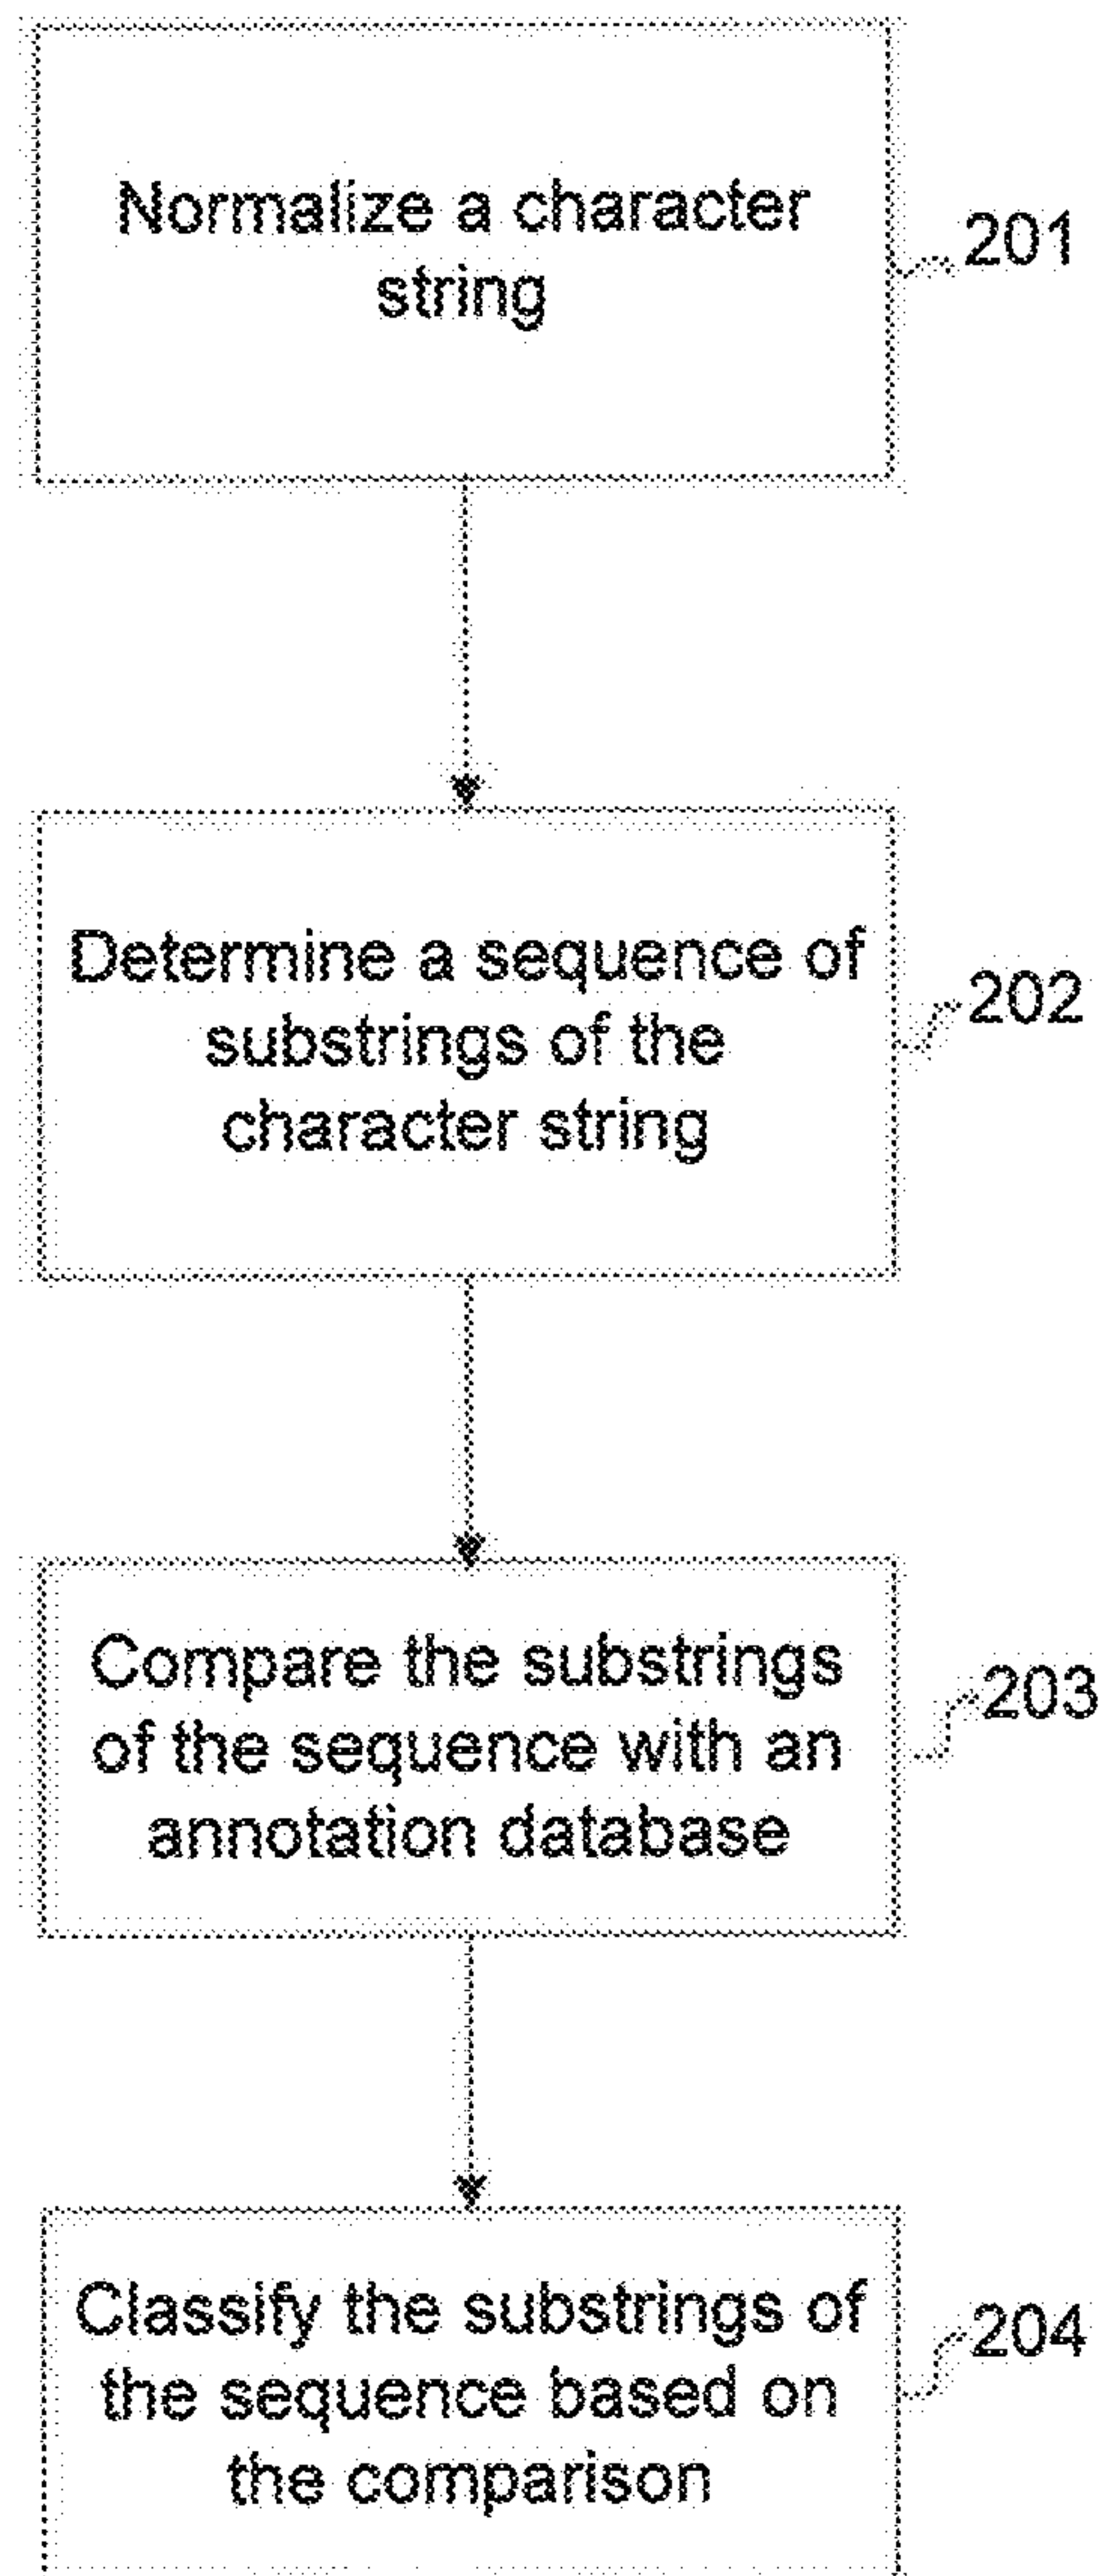 Normalize a character
string
201
Determine a sequence of
substrings of the
character string
202
Compare the substrings
of the sequence with an
annotation database
203
Classify the substrings of
the sequence based on
the comparison
204